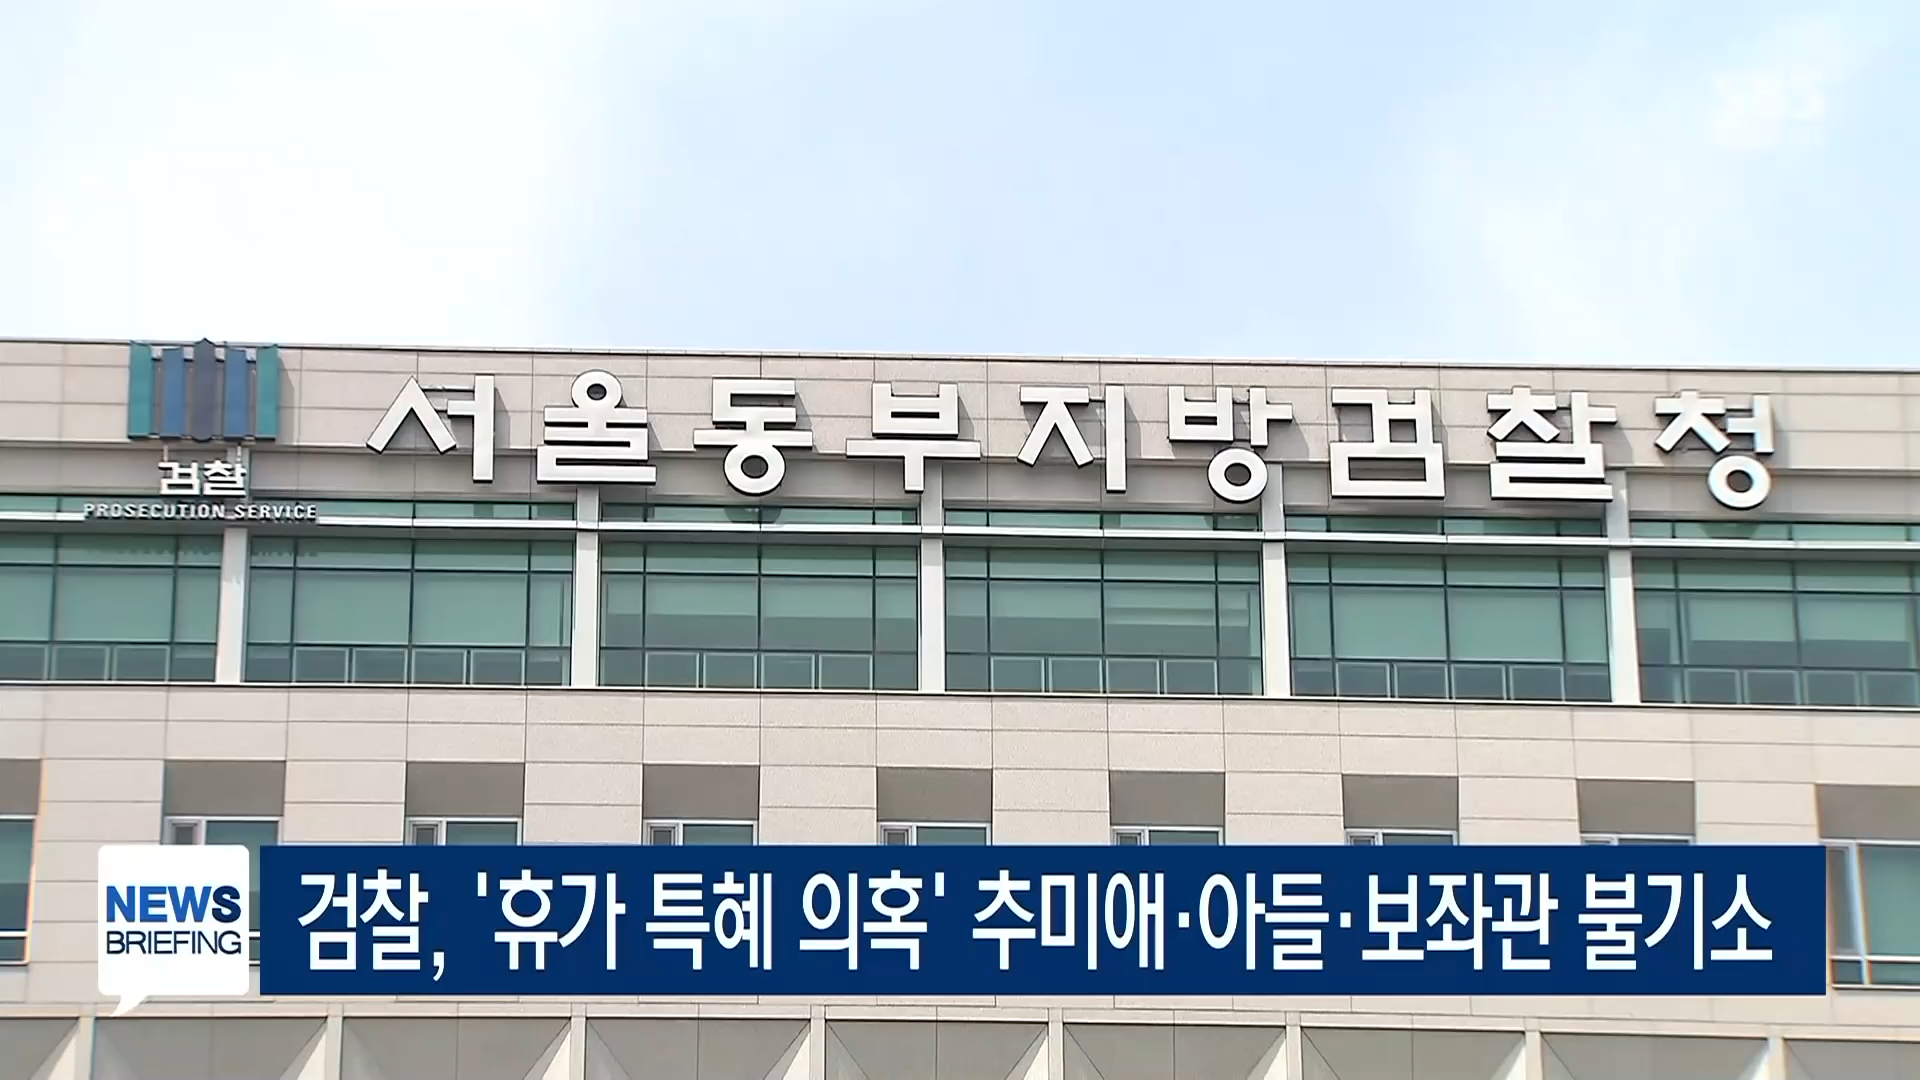 서울동부지방검찰청
검찰
PROSECUTION SERVICE
NEWS
BRIEFING
검찰, '휴가 특혜 의혹' 추미애·아들·보좌관 불기소